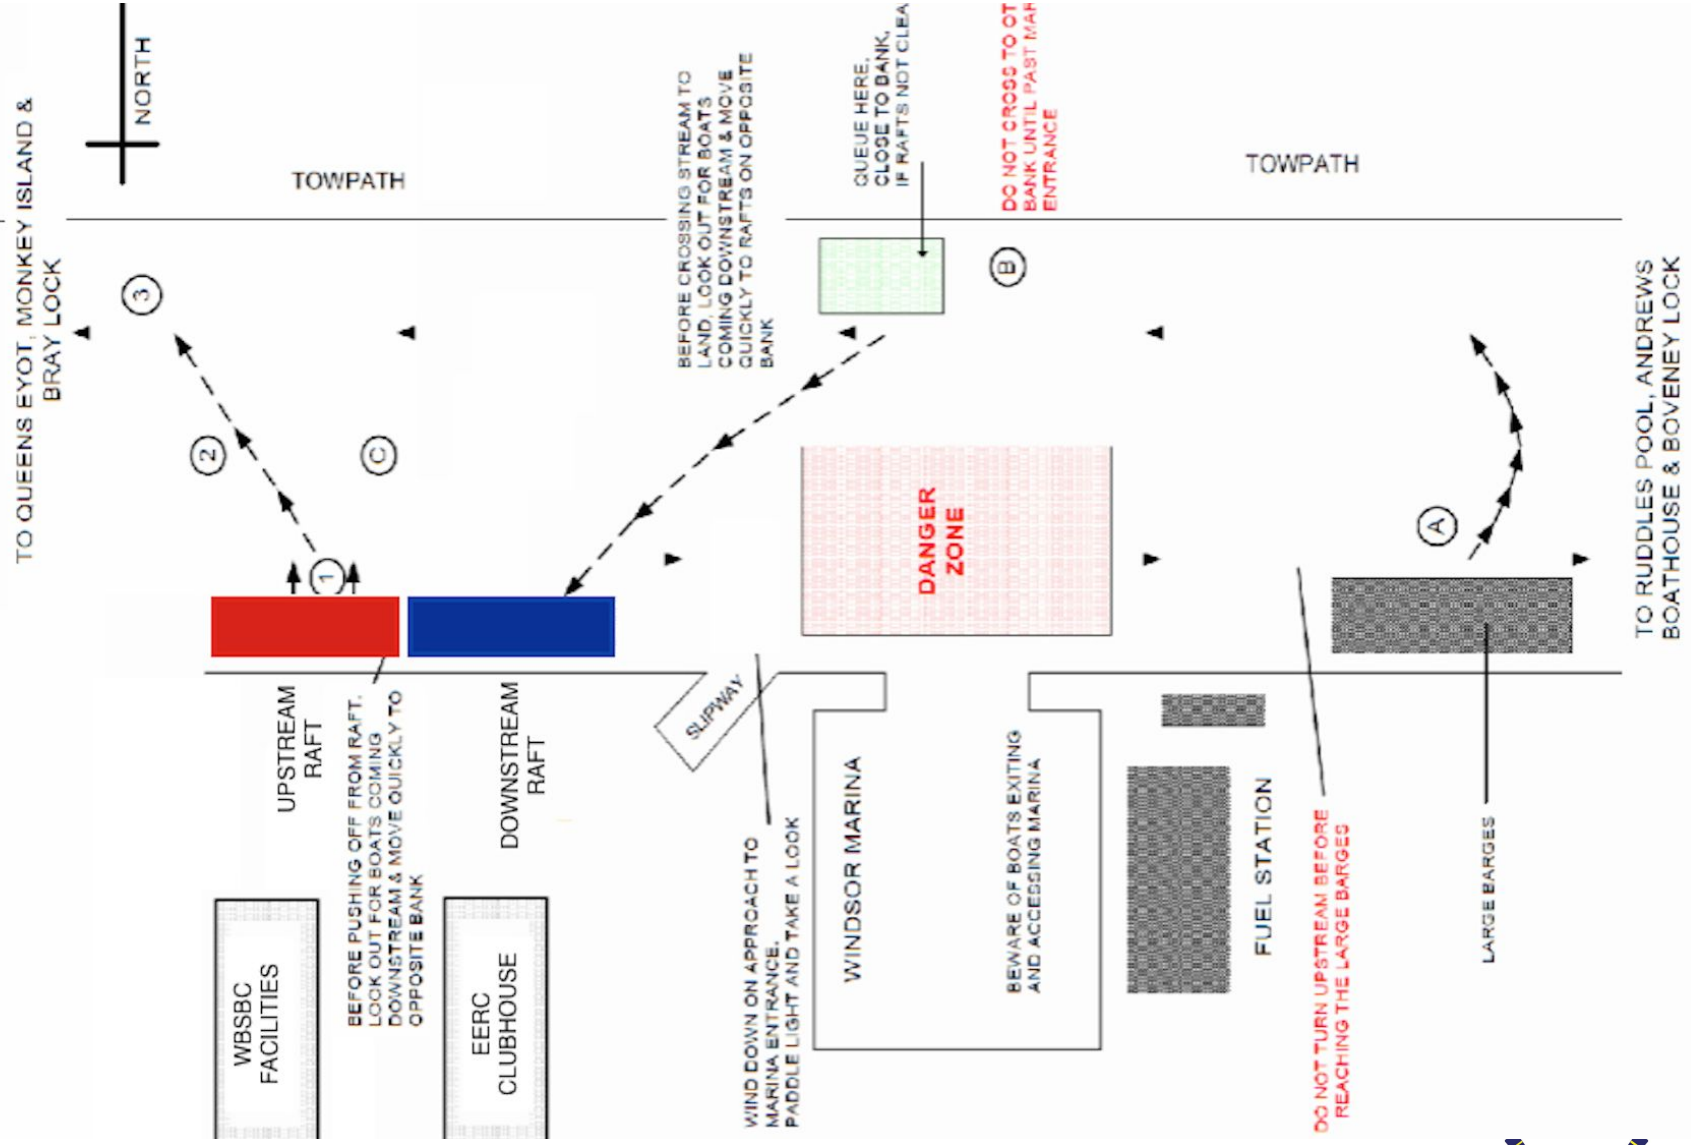 TO QUEENS EYOT, MONKEY ISLAND &
BRAY LOCK
NORTH
TOWPATH
BEFORE CROSSING STREAM TO
LAND, LOOK OUT FOR BOATS
COMING DOWNSTREAM & MOVE
QUICKLY TO RAFTS ON OPPOSITE
BANK
QUEUE HERE,
CLOSE TO BANK,
IF RAFTS NOT CLEA
DO NOT CROSS TO OT
BANK UNTIL PAST MAR
ENTRANCE
TOWPATH
3
2
C
1
B
A
DANGER
ZONE
TO RUDDLES POOL, ANDREWS
BOATHOUSE & BOVENEY LOCK
UPSTREAM
RAFT
BEFORE PUSHING OFF FROM RAFT,
LOOK OUT FOR BOATS COMING
DOWNSTREAM & MOVE QUICKLY TO
OPPOSITE BANK
DOWNSTREAM
RAFT
SLIPWAY
WBSBC
FACILITIES
EERC
CLUBHOUSE
WIND DOWN ON APPROACH TO
MARINA ENTRANCE.
PADDLE LIGHT AND TAKE A LOOK
WINDSOR MARINA
BEWARE OF BOATS EXITING
AND ACCESSING MARINA
FUEL STATION
DO NOT TURN UPSTREAM BEFORE
REACHING THE LARGE BARGES
LARGE BARGES